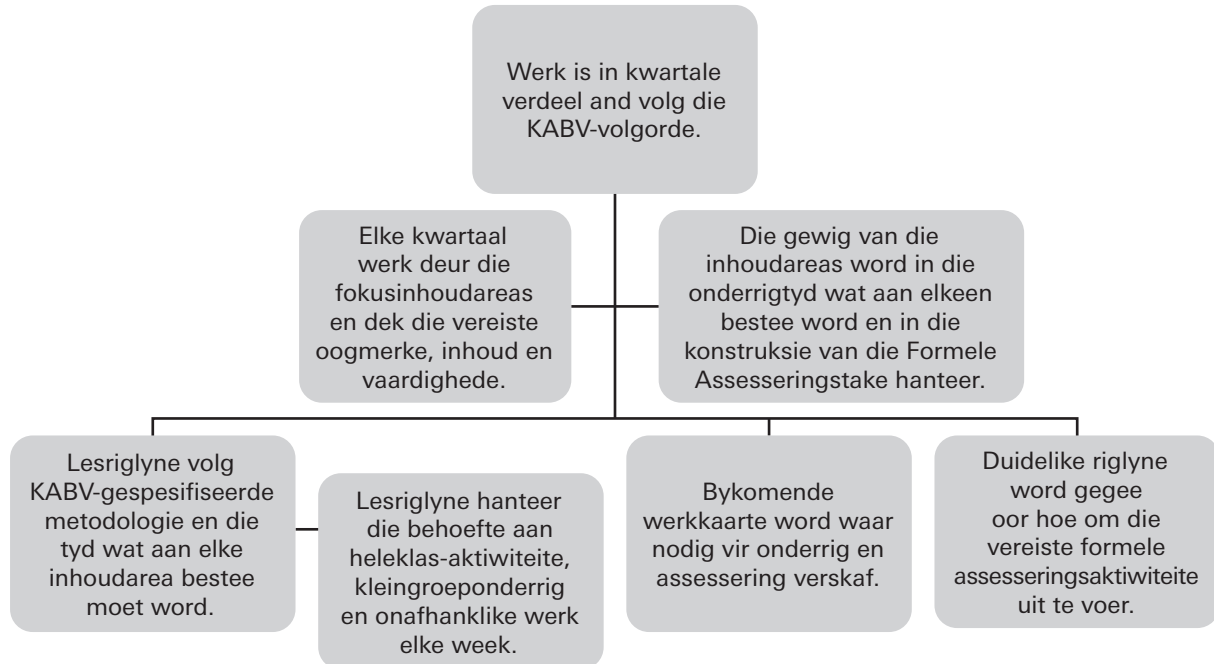 Werk is in kwartale
verdeel and volg die
KABV-volgorde.
Elke kwartaal
werk deur die
fokusinhoudareas
en dek die vereiste
oogmerke, inhoud en
vaardighede.
Die gewig van die
inhoudareas word in die
onderrigtyd wat aan elkeen
bestee word en in die
konstruksie van die Formele
Assesseringstake hanteer.
Lesriglyne volg
KABV-gespesifiseerde
metodologie en die
tyd wat aan elke
inhoudarea bestee
moet word.
Lesriglyne hanteer
die behoefte aan
heleklas-aktiwiteite,
kleingroeponderrig
en onafhanklike werk
elke week.
Bykomende
werkkaarte word waar
nodig vir onderrig en
assessering verskaf.
Duidelike riglyne
word gegee
oor hoe om die
vereiste formele
assesseringsaktiwiteite
uit te voer.